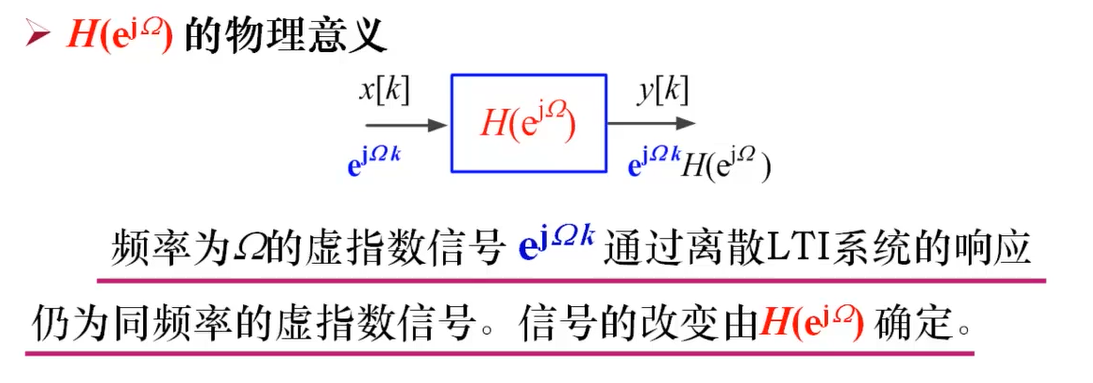 ➢ H(e^{jΩ}) 的物理意义
x[k] y[k]
H(e^{jΩ})
e^{jΩk} e^{jΩk}H(e^{jΩ})
频率为Ω的虚指数信号 e^{jΩk} 通过离散LTI系统的响应
仍为同频率的虚指数信号。信号的改变由H(e^{jΩ}) 确定。